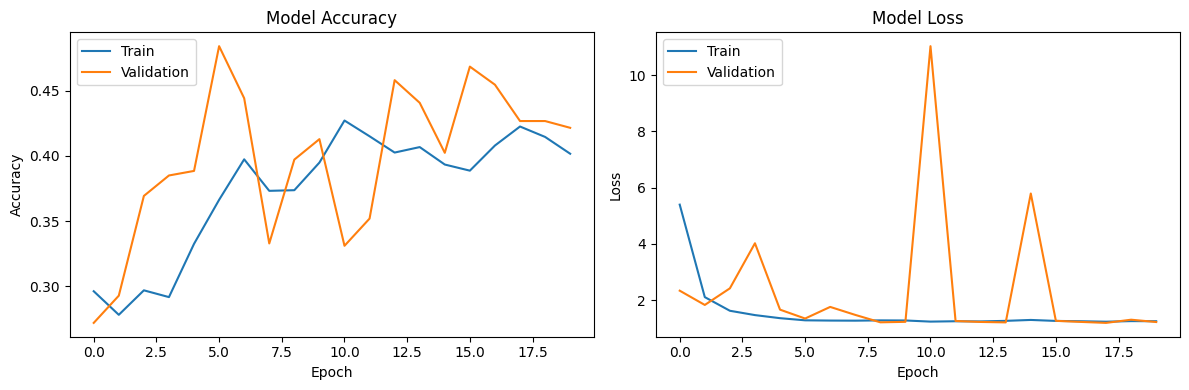 Model Accuracy
Train
Validation
0.45
0.40
0.35
0.30
Accuracy
0.0 2.5 5.0 7.5 10.0 12.5 15.0 17.5
Epoch
Model Loss
Train
Validation
10
8
6
4
2
Loss
0.0 2.5 5.0 7.5 10.0 12.5 15.0 17.5
Epoch